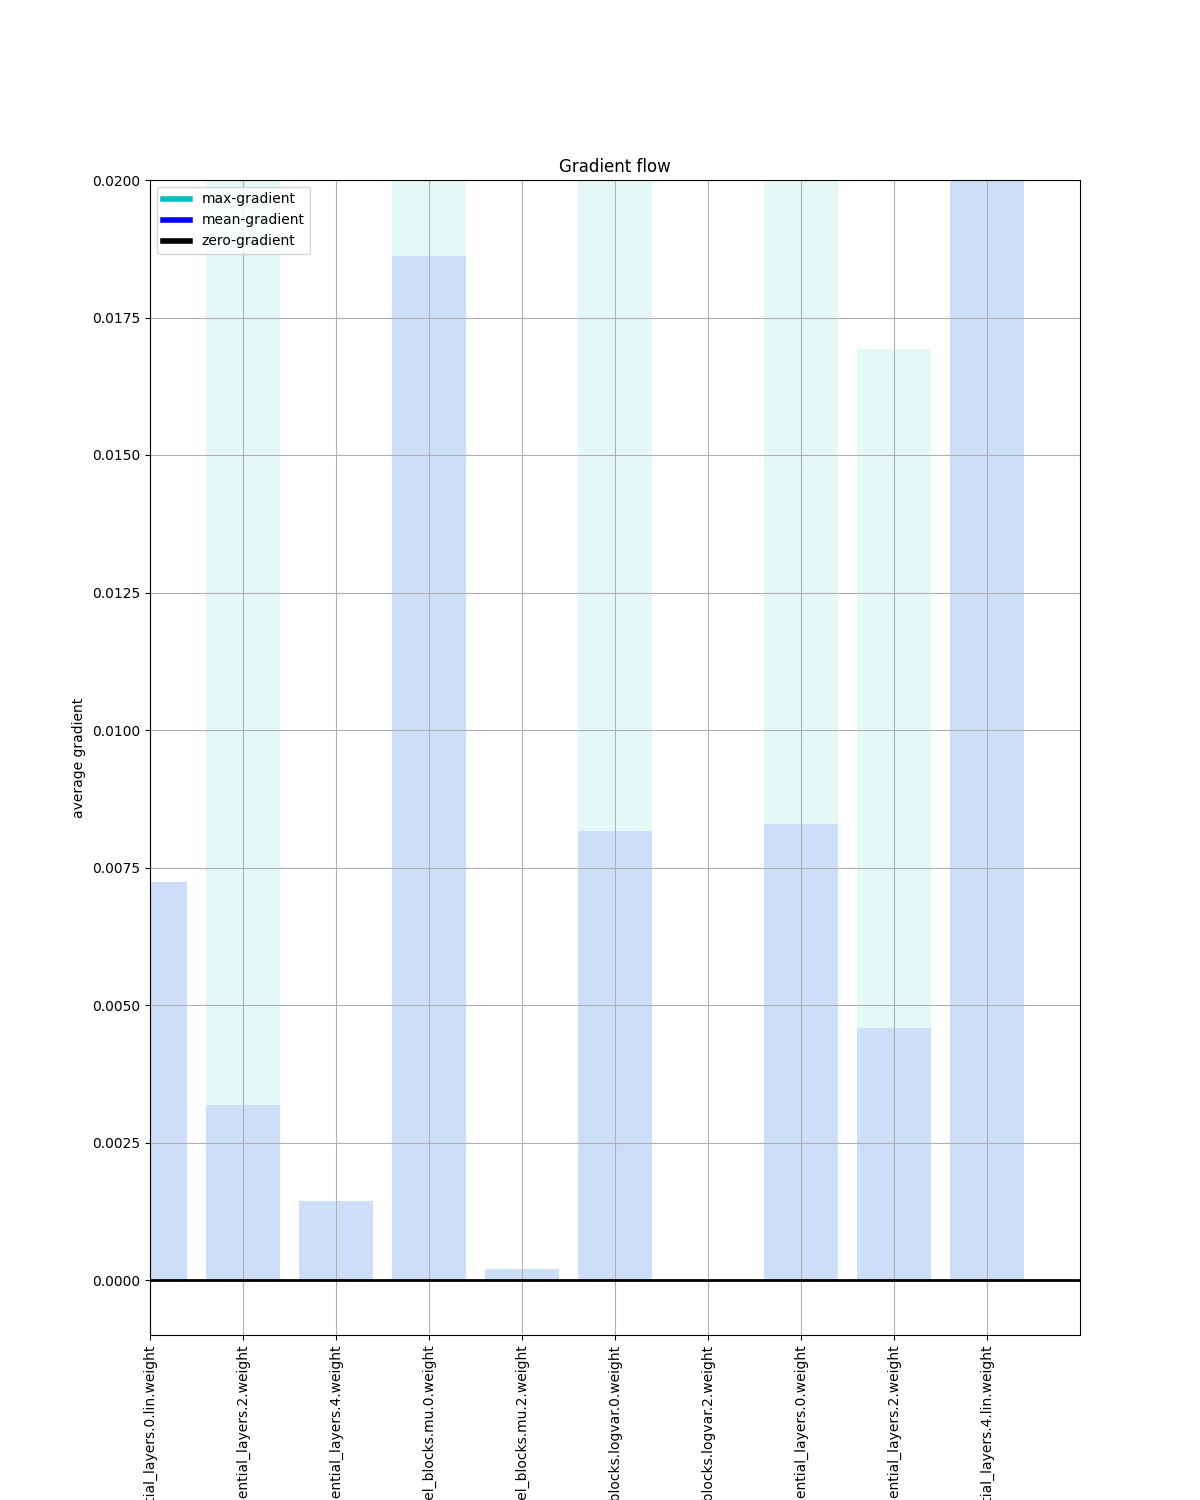 Gradient flow
max-gradient
mean-gradient
zero-gradient
average gradient
0.0200
0.0175
0.0150
0.0125
0.0100
0.0075
0.0050
0.0025
0.0000
tial_layers.0.lin.weight
ential_layers.2.weight
ential_layers.4.weight
el_blocks.mu.0.weight
el_blocks.mu.2.weight
blocks.logvar.0.weight
blocks.logvar.2.weight
ential_layers.0.weight
ential_layers.2.weight
tial_layers.4.lin.weight